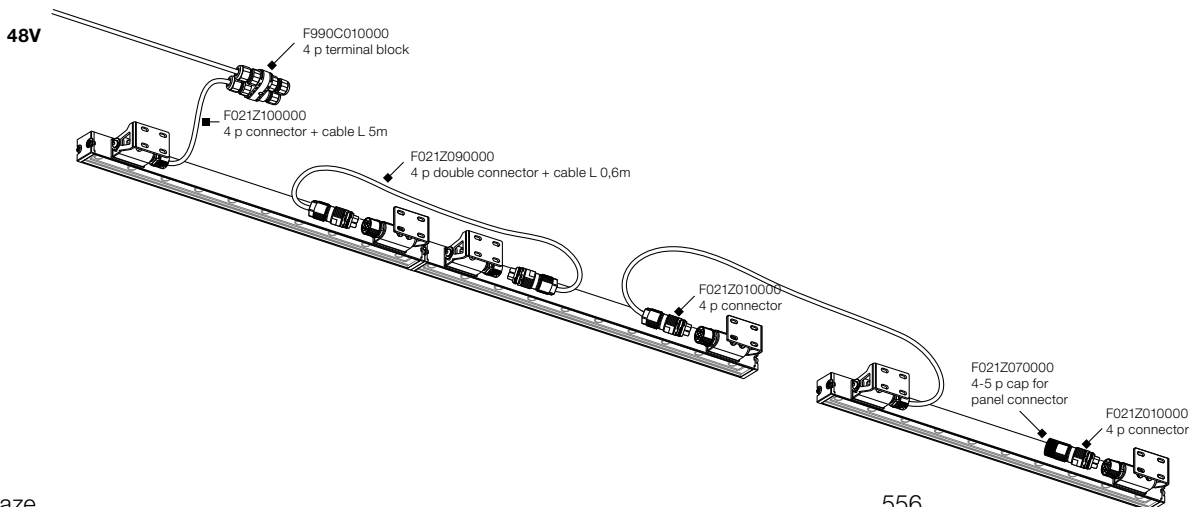 48V
F990C010000
4 p terminal block
F021Z100000
4 p connector + cable L 5m
F021Z090000
4 p double connector + cable L 0,6m
F021Z010000
4 p connector
F021Z070000
4-5 p cap for
panel connector
F021Z010000
4 p connector
aze
556